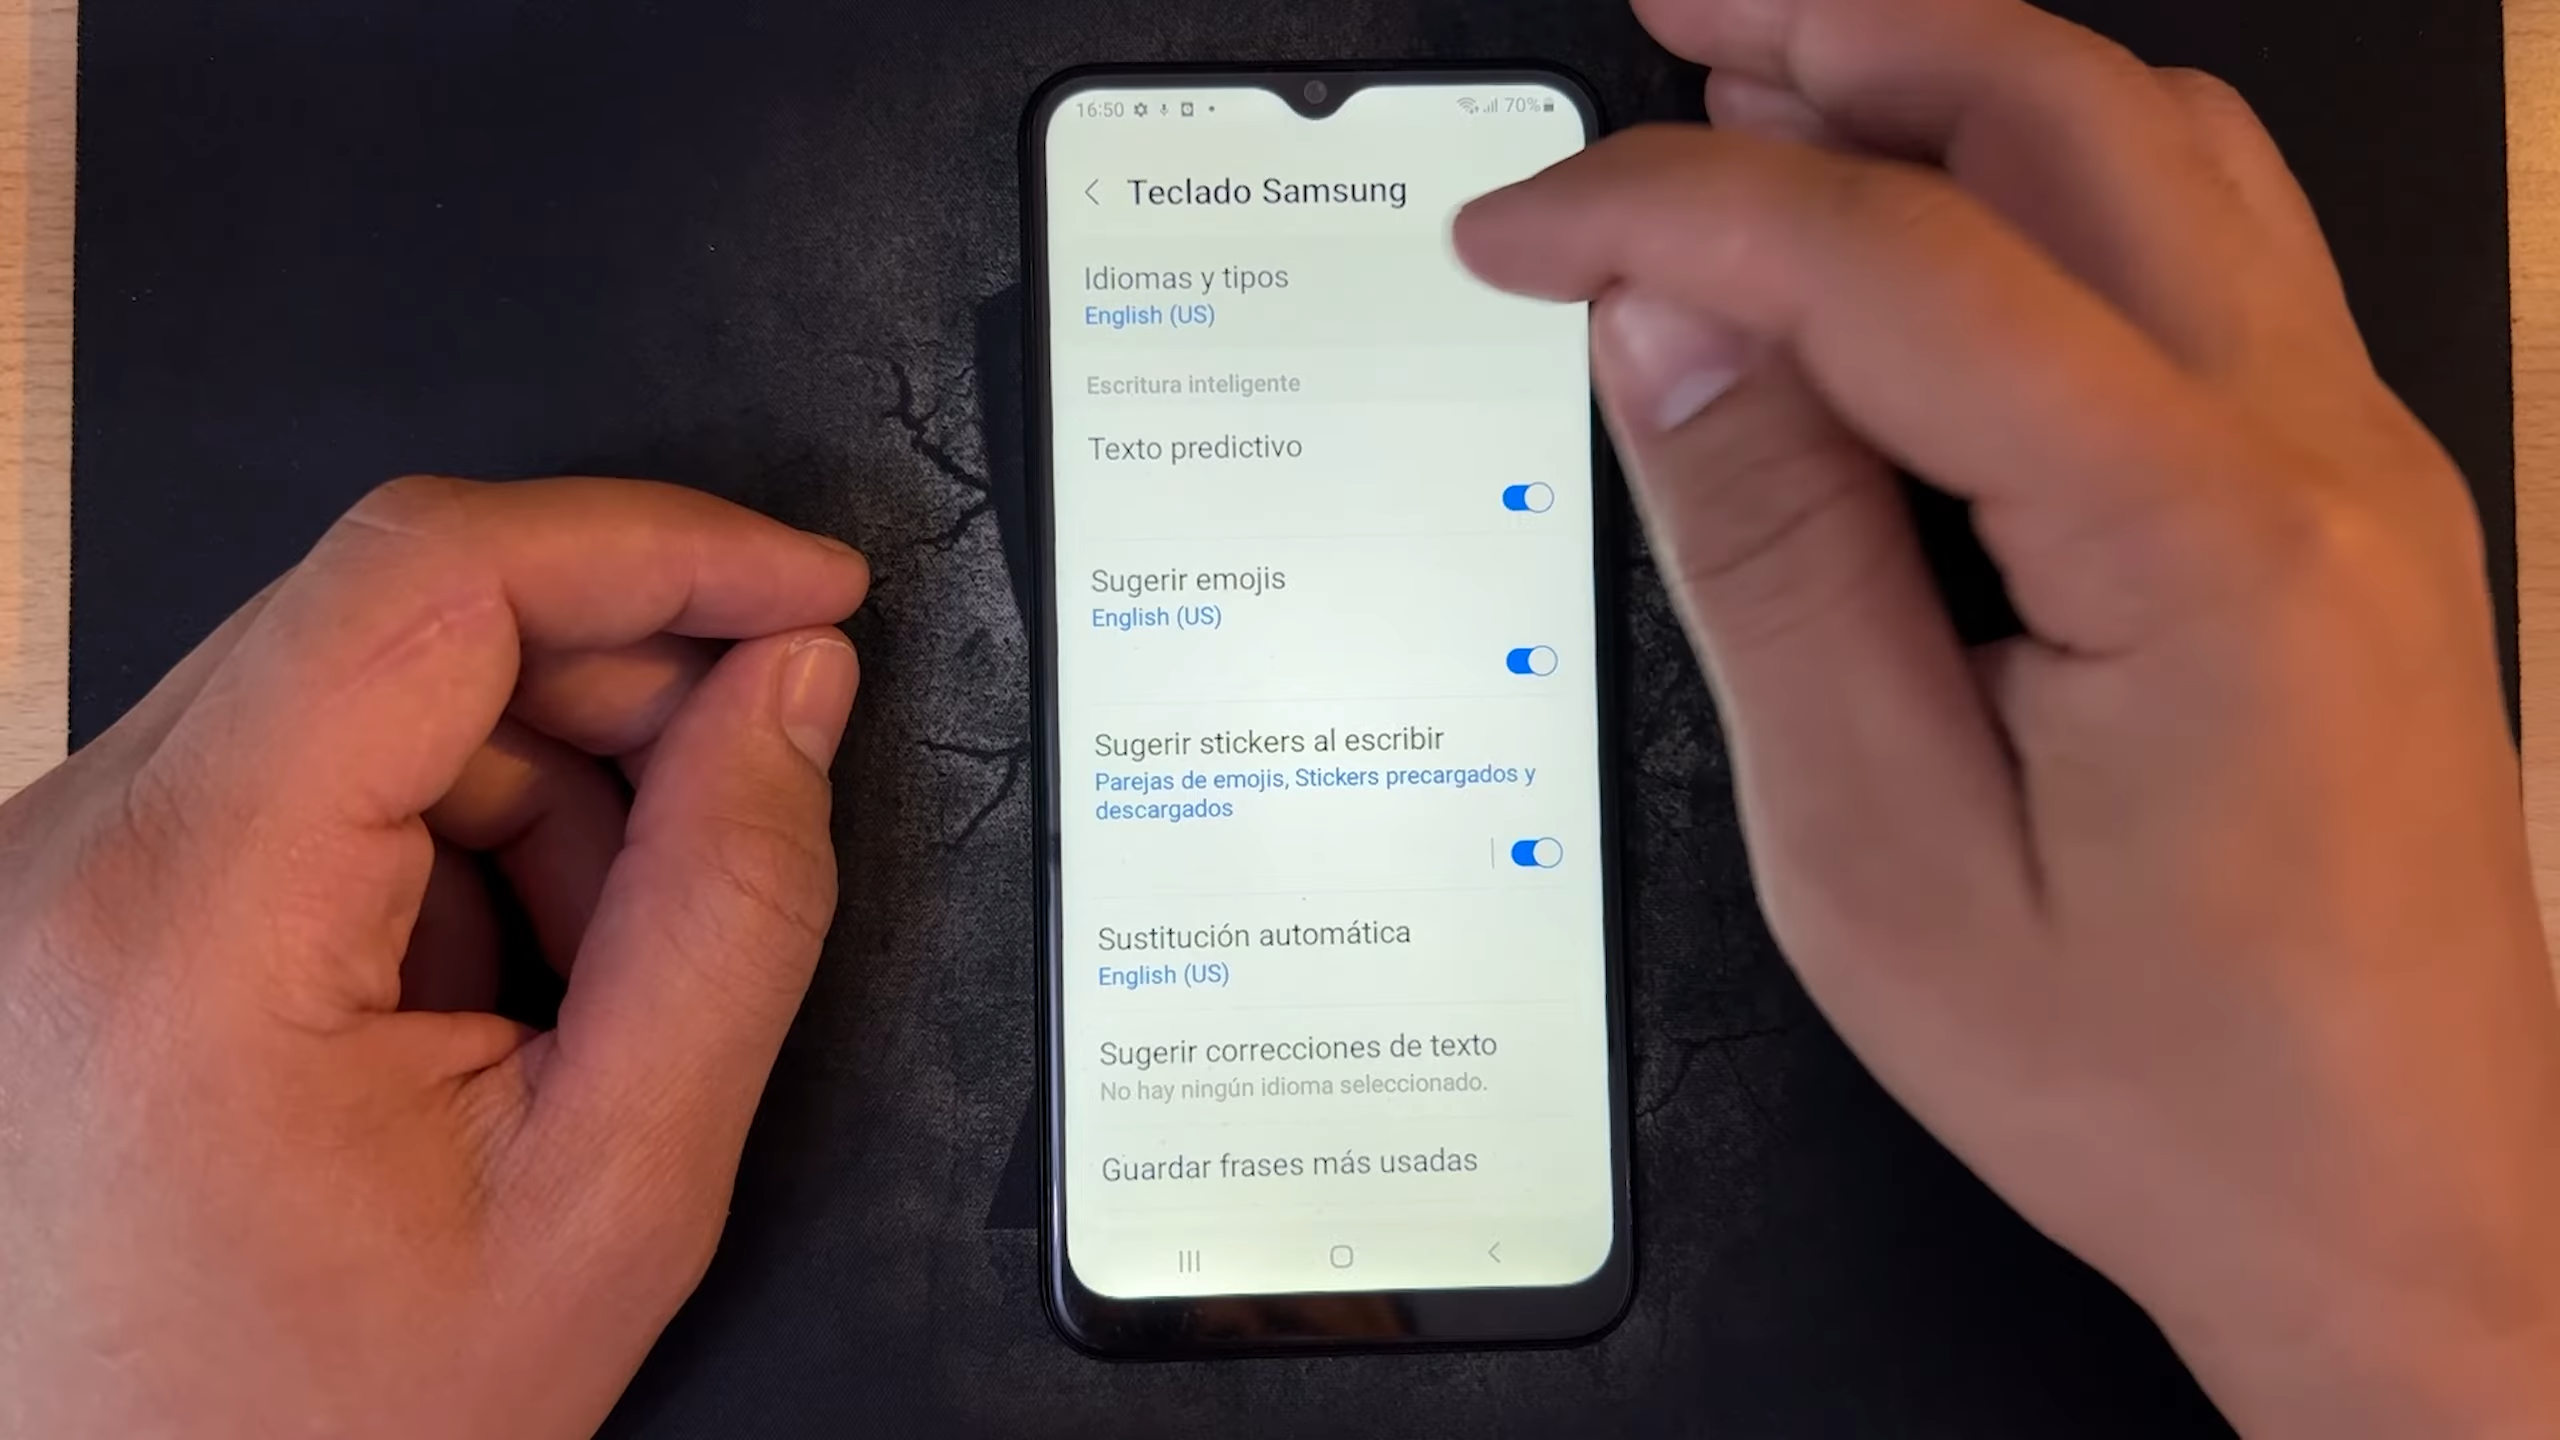 16:50
70%
Teclado Samsung
Idiomas y tipos
English (US)
Escritura inteligente
Texto predictivo
Sugerir emojis
English (US)
Sugerir stickers al escribir
Parejas de emojis, Stickers precargados y
descargados
Sustitución automática
English (US)
Sugerir correcciones de texto
No hay ningún idioma seleccionado.
Guardar frases más usadas